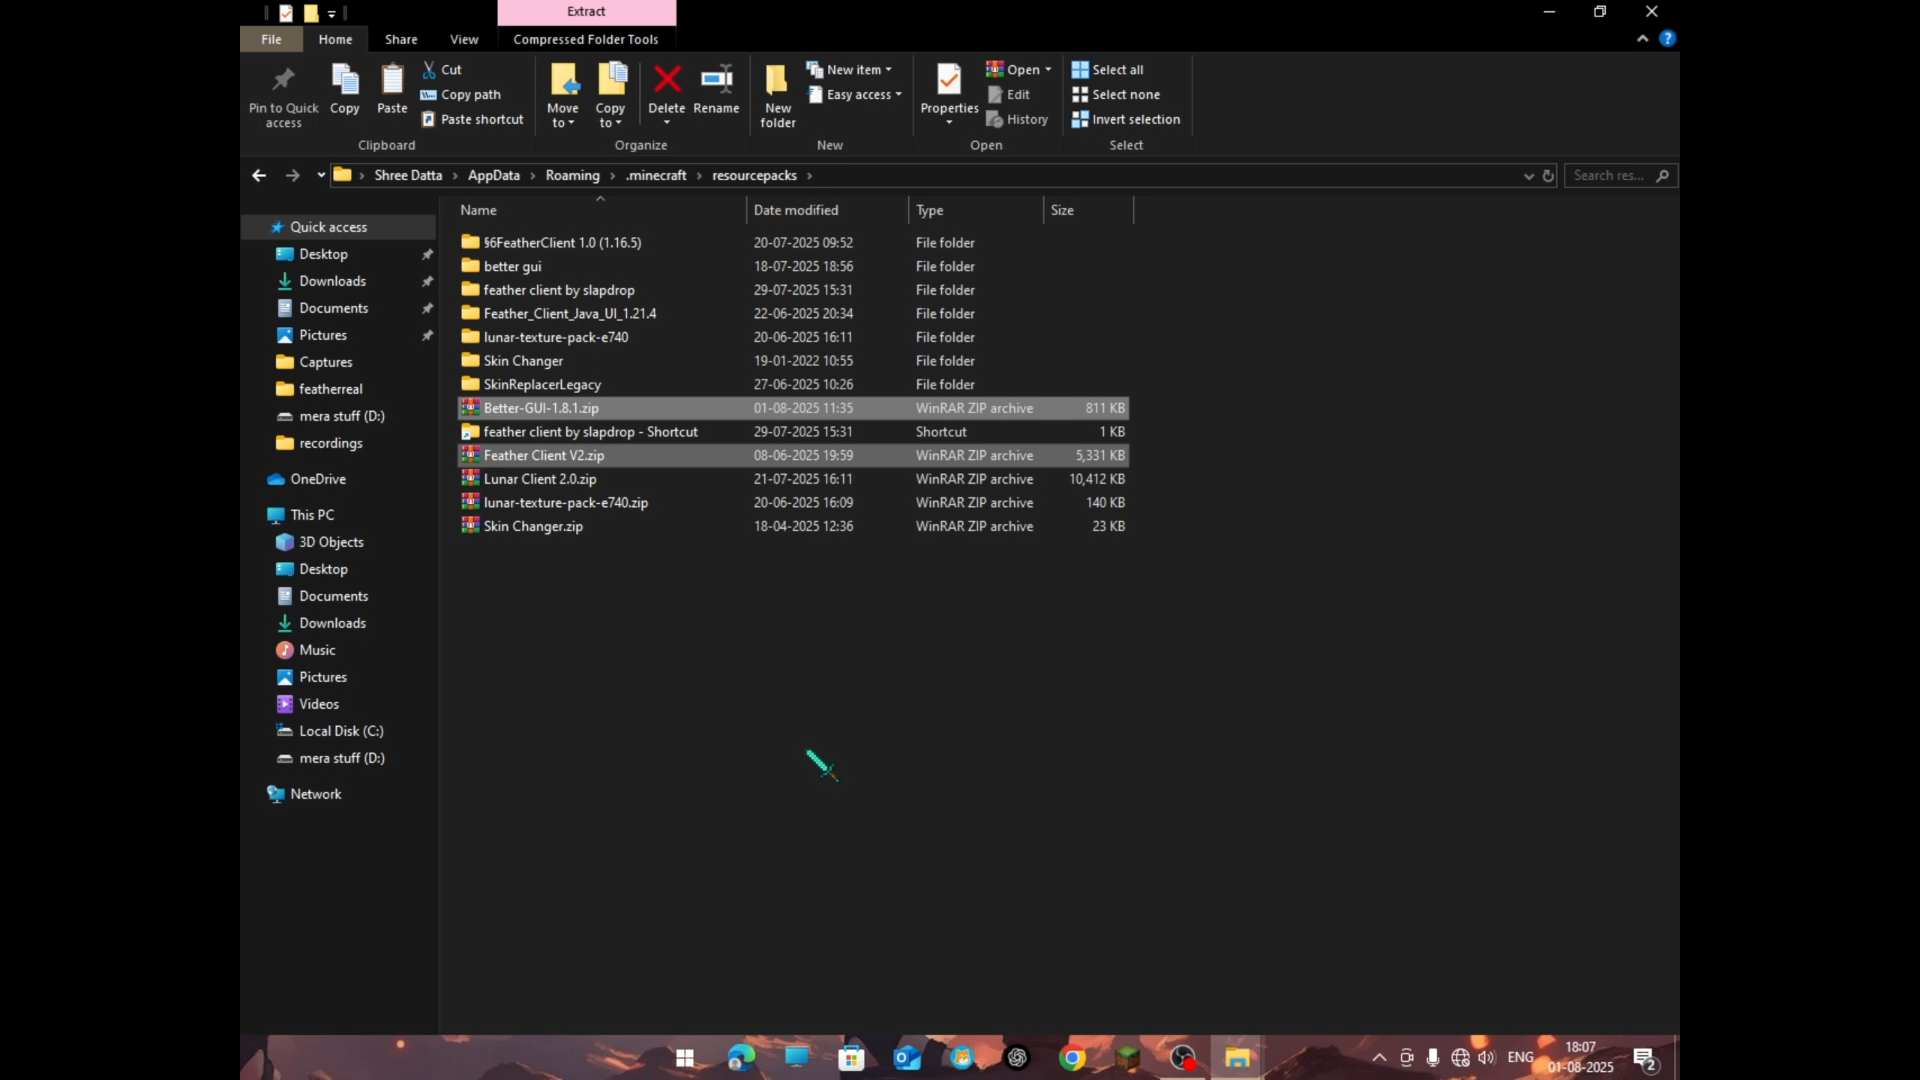 Extract
File Home Share View Compressed Folder Tools
Pin to Quick access
Copy
Paste
Cut
Copy path
Paste shortcut
Clipboard
Move to
Copy to
Delete
Rename
Organize
New folder
New item
Easy access
New
Properties
Open
Edit
History
Open
Select all
Select none
Invert selection
Select
Shree Datta > AppData > Roaming > .minecraft > resourcepacks >
Search res...
Quick access
Desktop
Downloads
Documents
Pictures
Captures
featherreal
mera stuff (D:)
recordings
OneDrive
This PC
3D Objects
Desktop
Documents
Downloads
Music
Pictures
Videos
Local Disk (C:)
mera stuff (D:)
Network
Name Date modified Type Size
§6FeatherClient 1.0 (1.16.5) 20-07-2025 09:52 File folder
better gui 18-07-2025 18:56 File folder
feather client by slapdrop 29-07-2025 15:31 File folder
Feather_Client_Java_UI_1.21.4 22-06-2025 20:34 File folder
lunar-texture-pack-e740 20-06-2025 16:11 File folder
Skin Changer 19-01-2022 10:55 File folder
SkinReplacerLegacy 27-06-2025 10:26 File folder
Better-GUI-1.8.1.zip 01-08-2025 11:35 WinRAR ZIP archive 811 KB
feather client by slapdrop - Shortcut 29-07-2025 15:31 Shortcut 1 KB
Feather Client V2.zip 08-06-2025 19:59 WinRAR ZIP archive 5,331 KB
Lunar Client 2.0.zip 21-07-2025 16:11 WinRAR ZIP archive 10,412 KB
lunar-texture-pack-e740.zip 20-06-2025 16:09 WinRAR ZIP archive 140 KB
Skin Changer.zip 18-04-2025 12:36 WinRAR ZIP archive 23 KB
ENG
18:07
01-08-2025
2